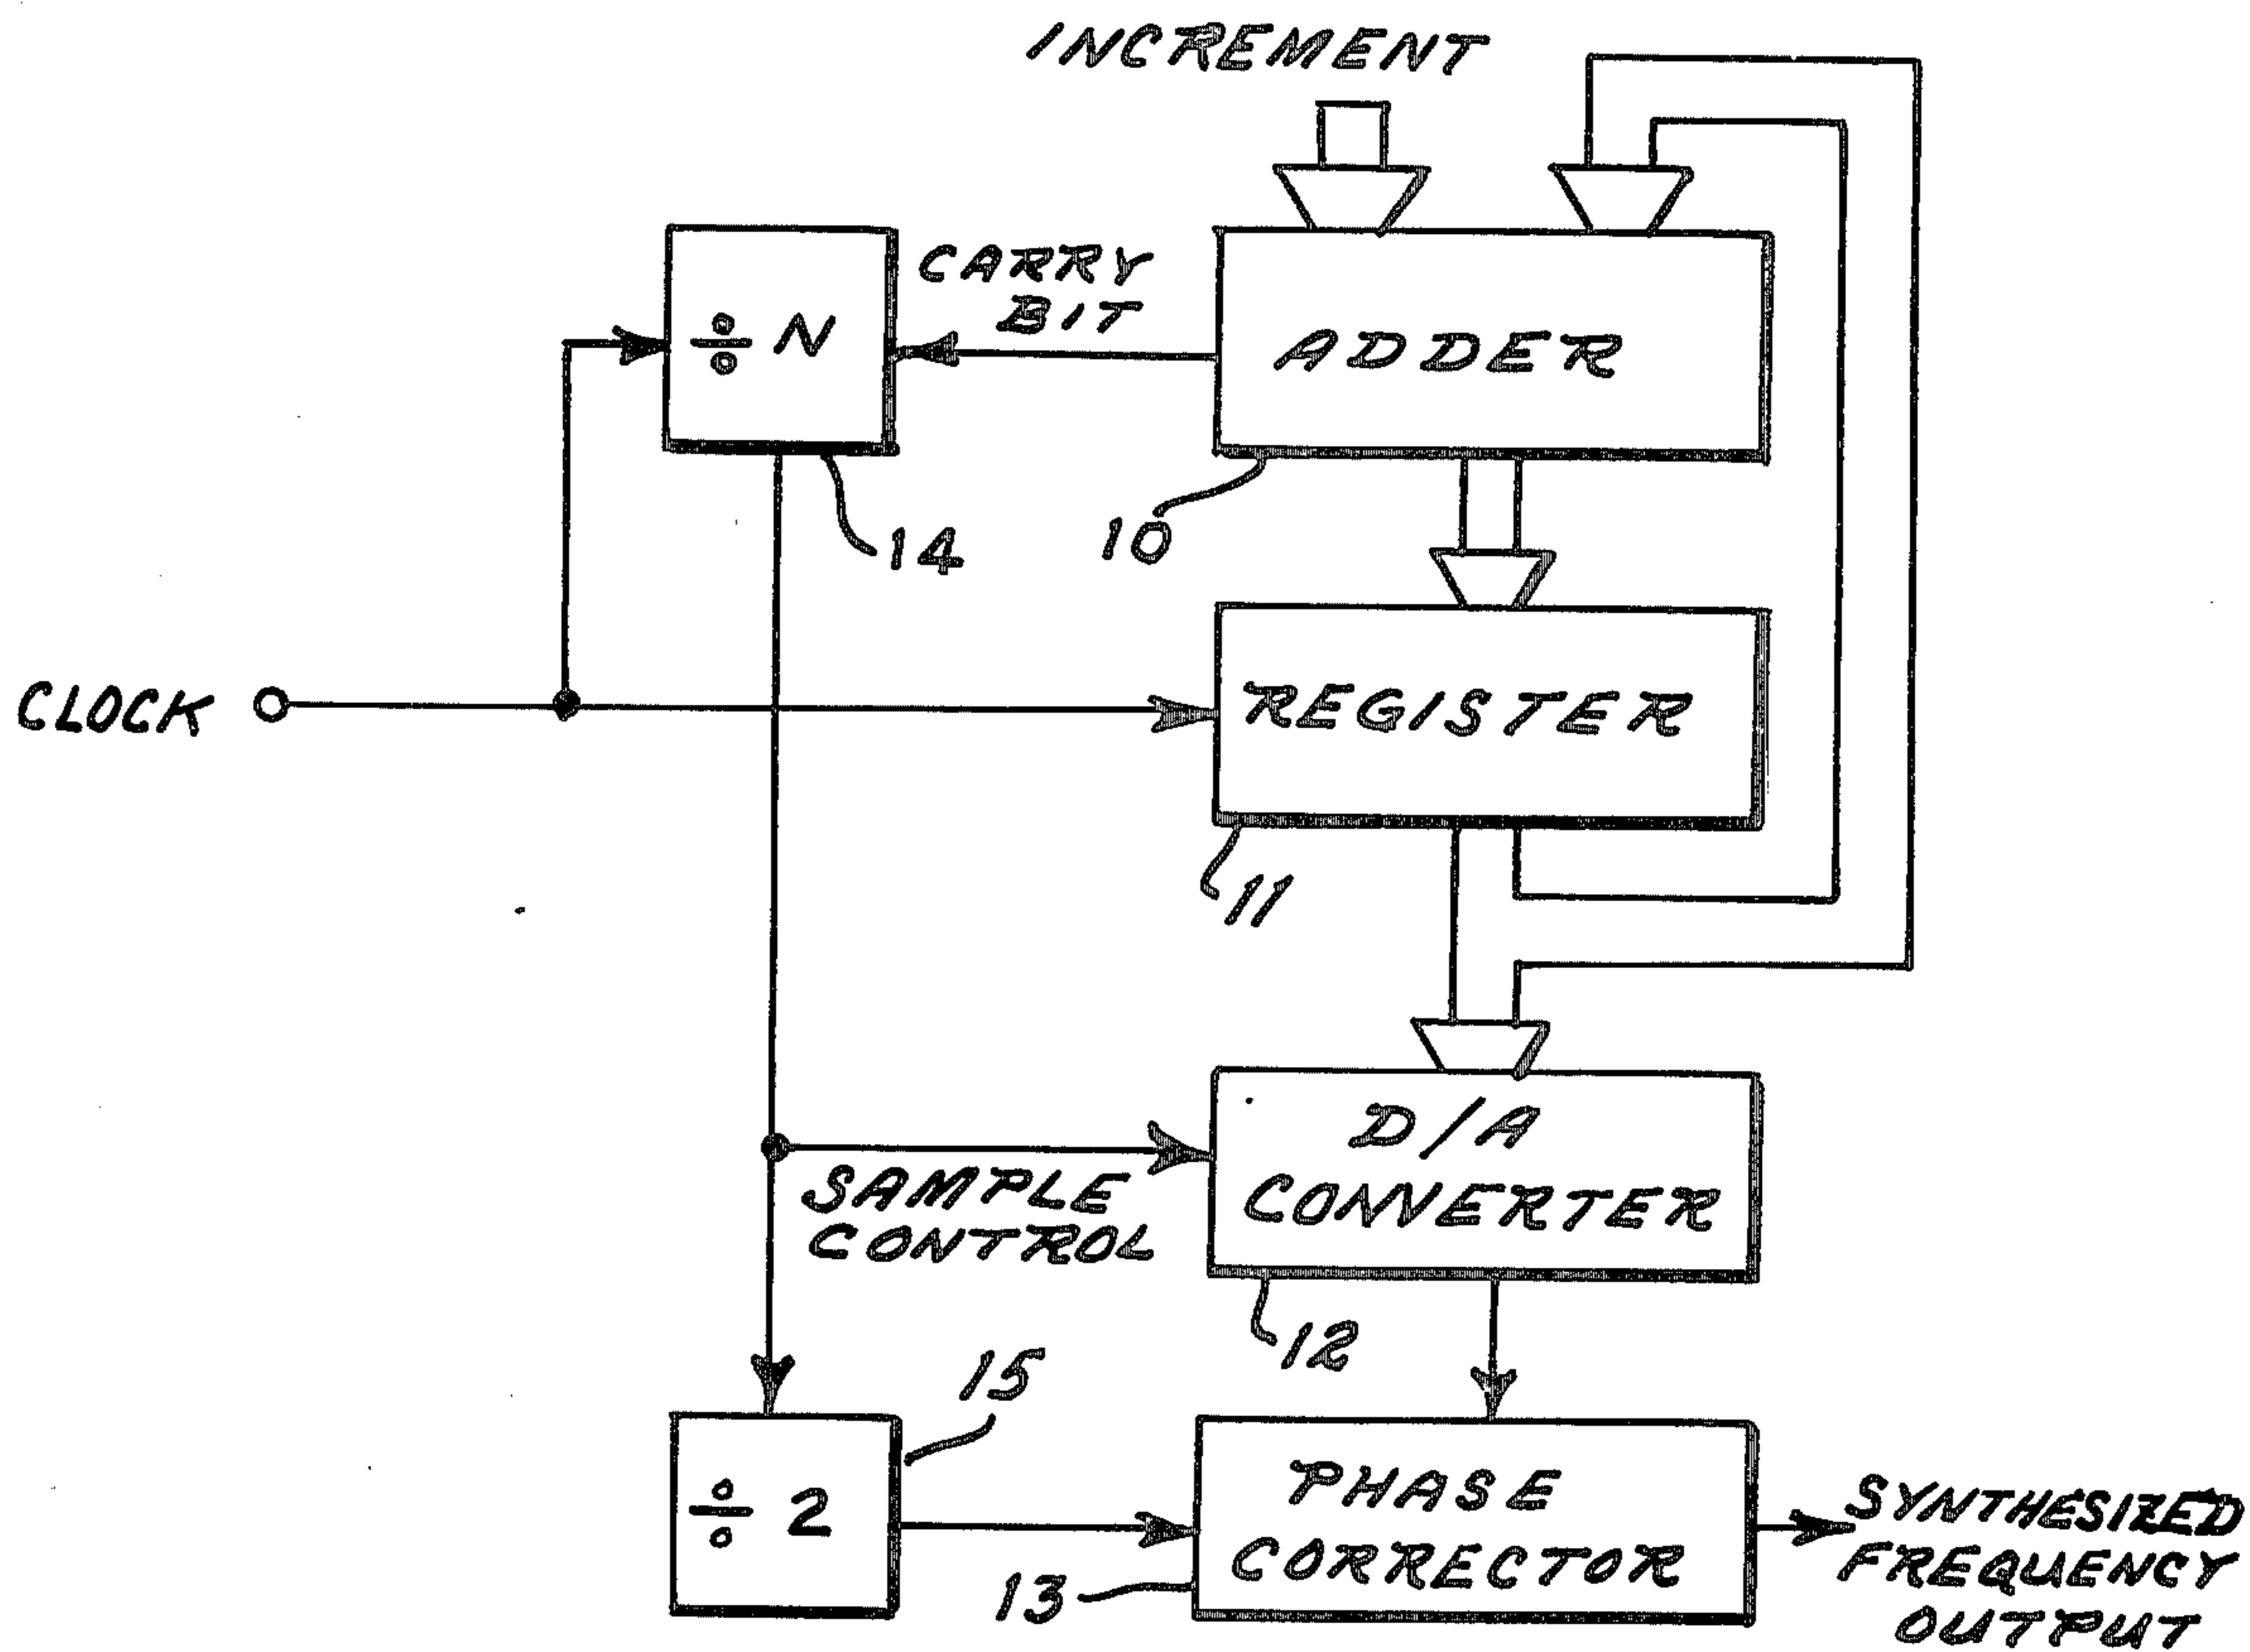 INCREMENT
CARRY
BIT
÷ N
ADDER
10
14
CLOCK
REGISTER
11
D/A
CONVERTER
SAMPLE
CONTROL
12
15
÷ 2
PHASE
CORRECTOR
13
SYNTHESIZED
FREQUENCY
OUTPUT